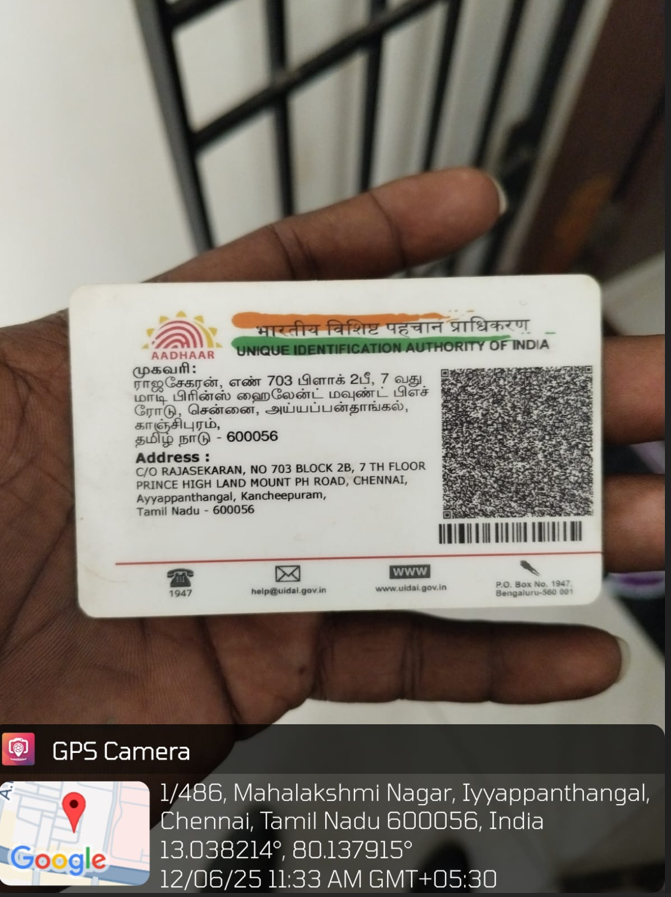 भारतीय विशिष्ट पहचान प्राधिकरण
UNIQUE IDENTIFICATION AUTHORITY OF INDIA
AADHAAR
முகவரி:
ராஜசேகரன், எண் 703 பிளாக் 2பீ, 7 வது
மாடி பிரின்ஸ் ஹைலேண்ட் மவுண்ட் பிஎச்
ரோடு, சென்னை, அய்யப்பன்தாங்கல்,
காஞ்சிபுரம்,
தமிழ் நாடு - 600056
Address :
C/O RAJASEKARAN, NO 703 BLOCK 2B, 7 TH FLOOR
PRINCE HIGH LAND MOUNT PH ROAD, CHENNAI,
Ayyappanthangal, Kancheepuram,
Tamil Nadu - 600056
1947
help@uidai.gov.in
WWW
www.uidai.gov.in
P.O. Box No. 1947,
Bengaluru-560 001
GPS Camera
1/486, Mahalakshmi Nagar, Iyyappanthangal,
Chennai, Tamil Nadu 600056, India
13.038214°, 80.137915°
12/06/25 11:33 AM GMT+05:30
Google